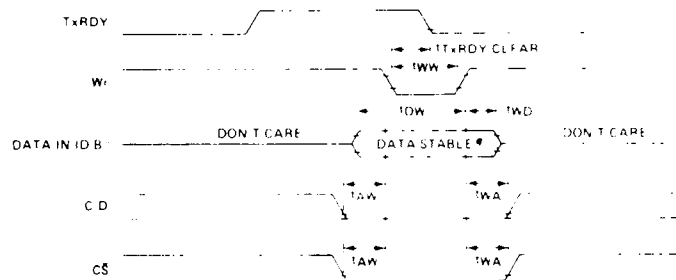 TxRDY
tTxRDY CLEAR
tWW
WR
tDW tWD
DATA IN (D.B.) DON'T CARE DATA STABLE DON'T CARE
tAW tWA
C/D
tAW tWA
CS